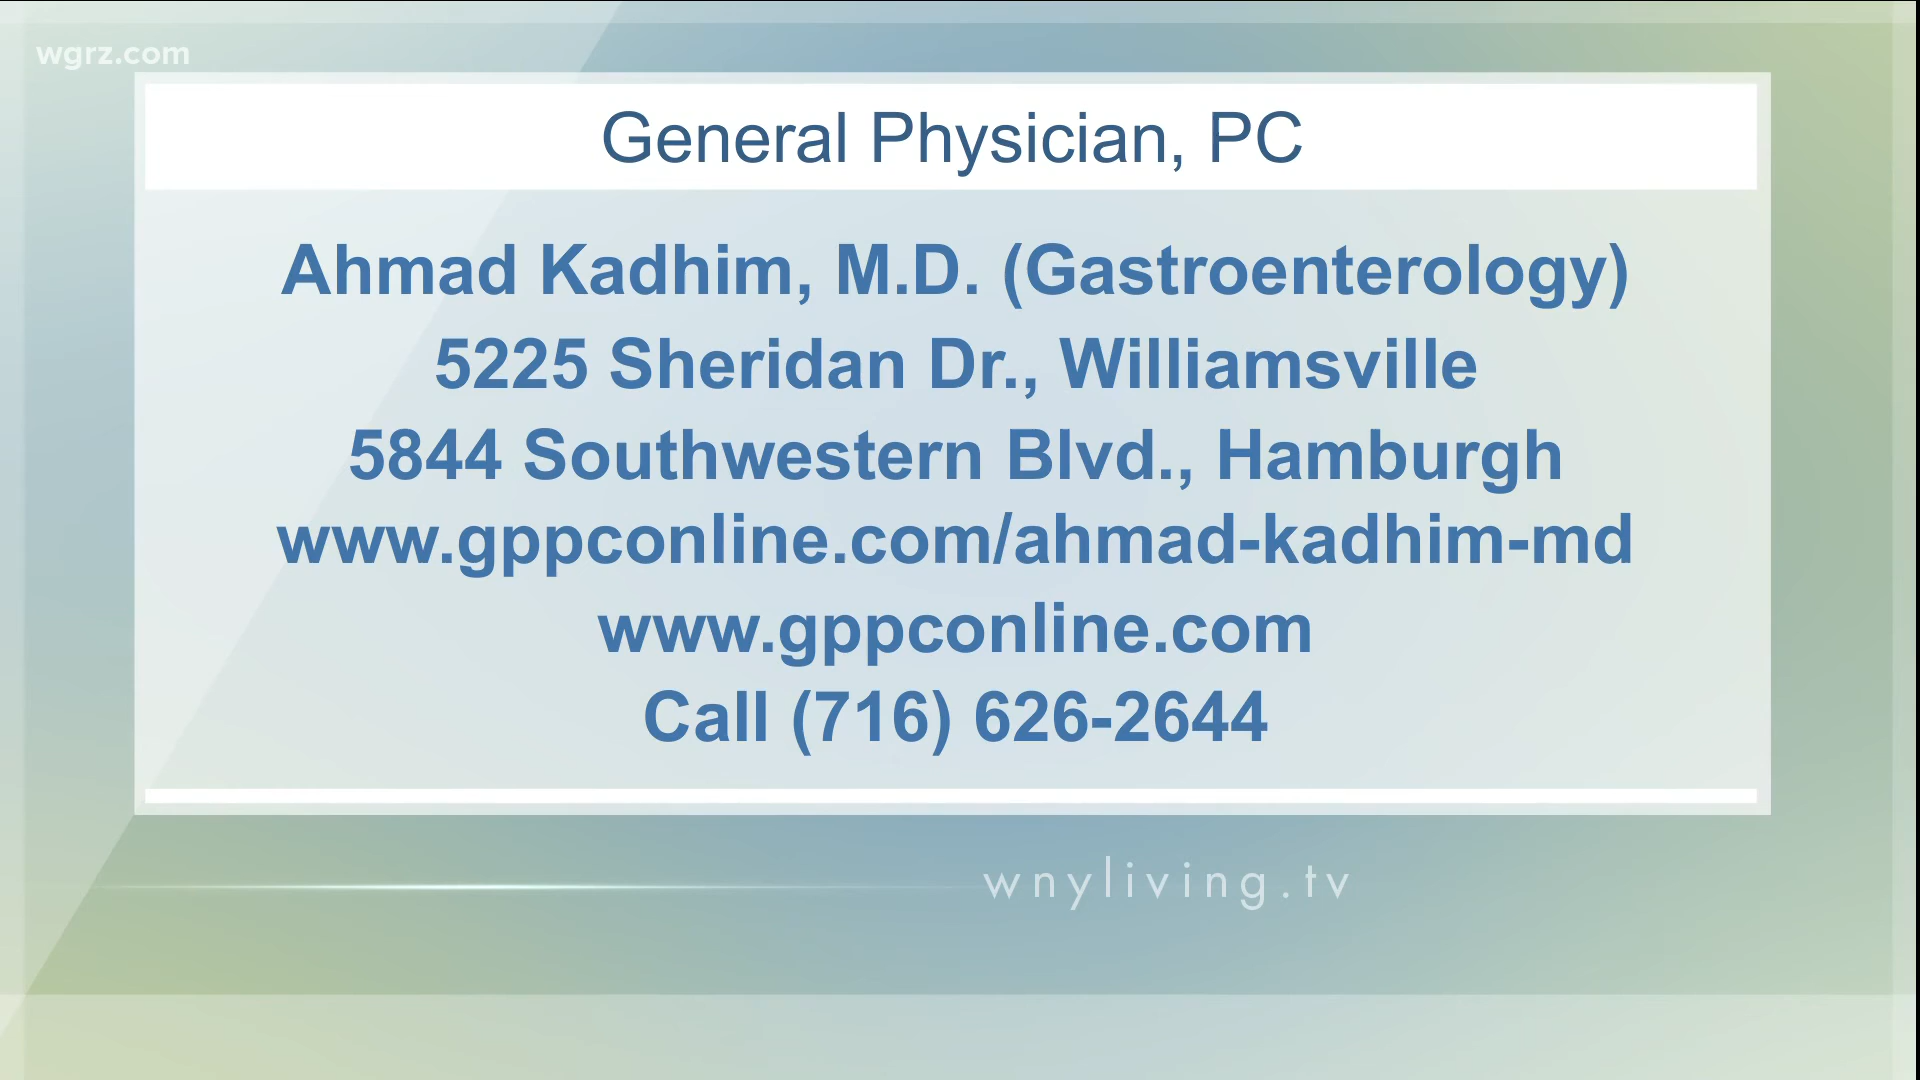 wgrz.com
General Physician, PC
Ahmad Kadhim, M.D. (Gastroenterology)
5225 Sheridan Dr., Williamsville
5844 Southwestern Blvd., Hamburgh
www.gppconline.com/ahmad-kadhim-md
www.gppconline.com
Call (716) 626-2644
wnyliving.tv